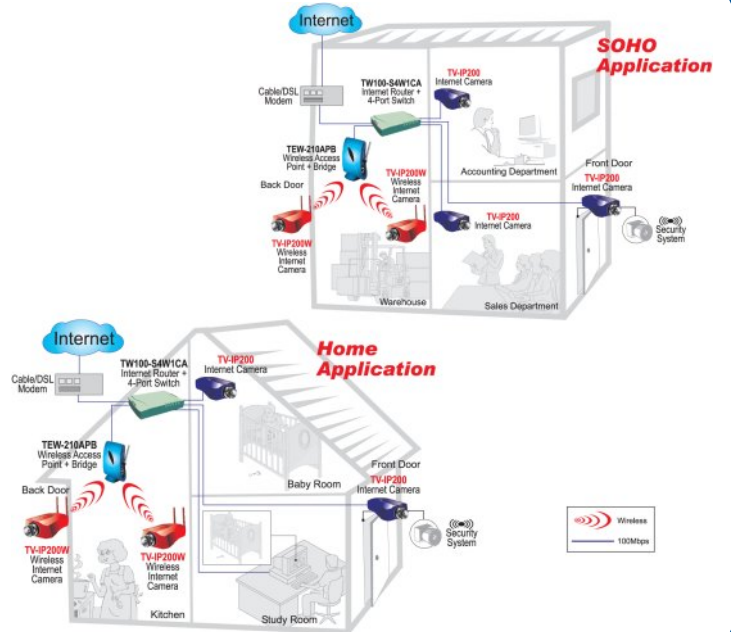 Internet
SOHO
Application
TV-IP200
Internet Camera
TW100-S4W1CA
Internet Router +
4-Port Switch
Cable/DSL
Modem
TEW-210APB
Wireless Access
Point + Bridge
Accounting Department
Front Door
TV-IP200
Internet Camera
Back Door
TV-IP200W
Wireless
Internet
Camera
TV-IP200
Internet Camera
Security
System
TV-IP200W
Wireless
Internet
Camera
Warehouse
Sales Department
Internet
Home
Application
TW100-S4W1CA
Internet Router +
4-Port Switch
TV-IP200
Internet Camera
Cable/DSL
Modem
TEW-210APB
Wireless Access
Point + Bridge
Baby Room
Front Door
TV-IP200
Internet Camera
Back Door
Security
System
TV-IP200W
Wireless
Internet
Camera
TV-IP200W
Wireless
Internet
Camera
Kitchen
Study Room
Wireless
100Mbps